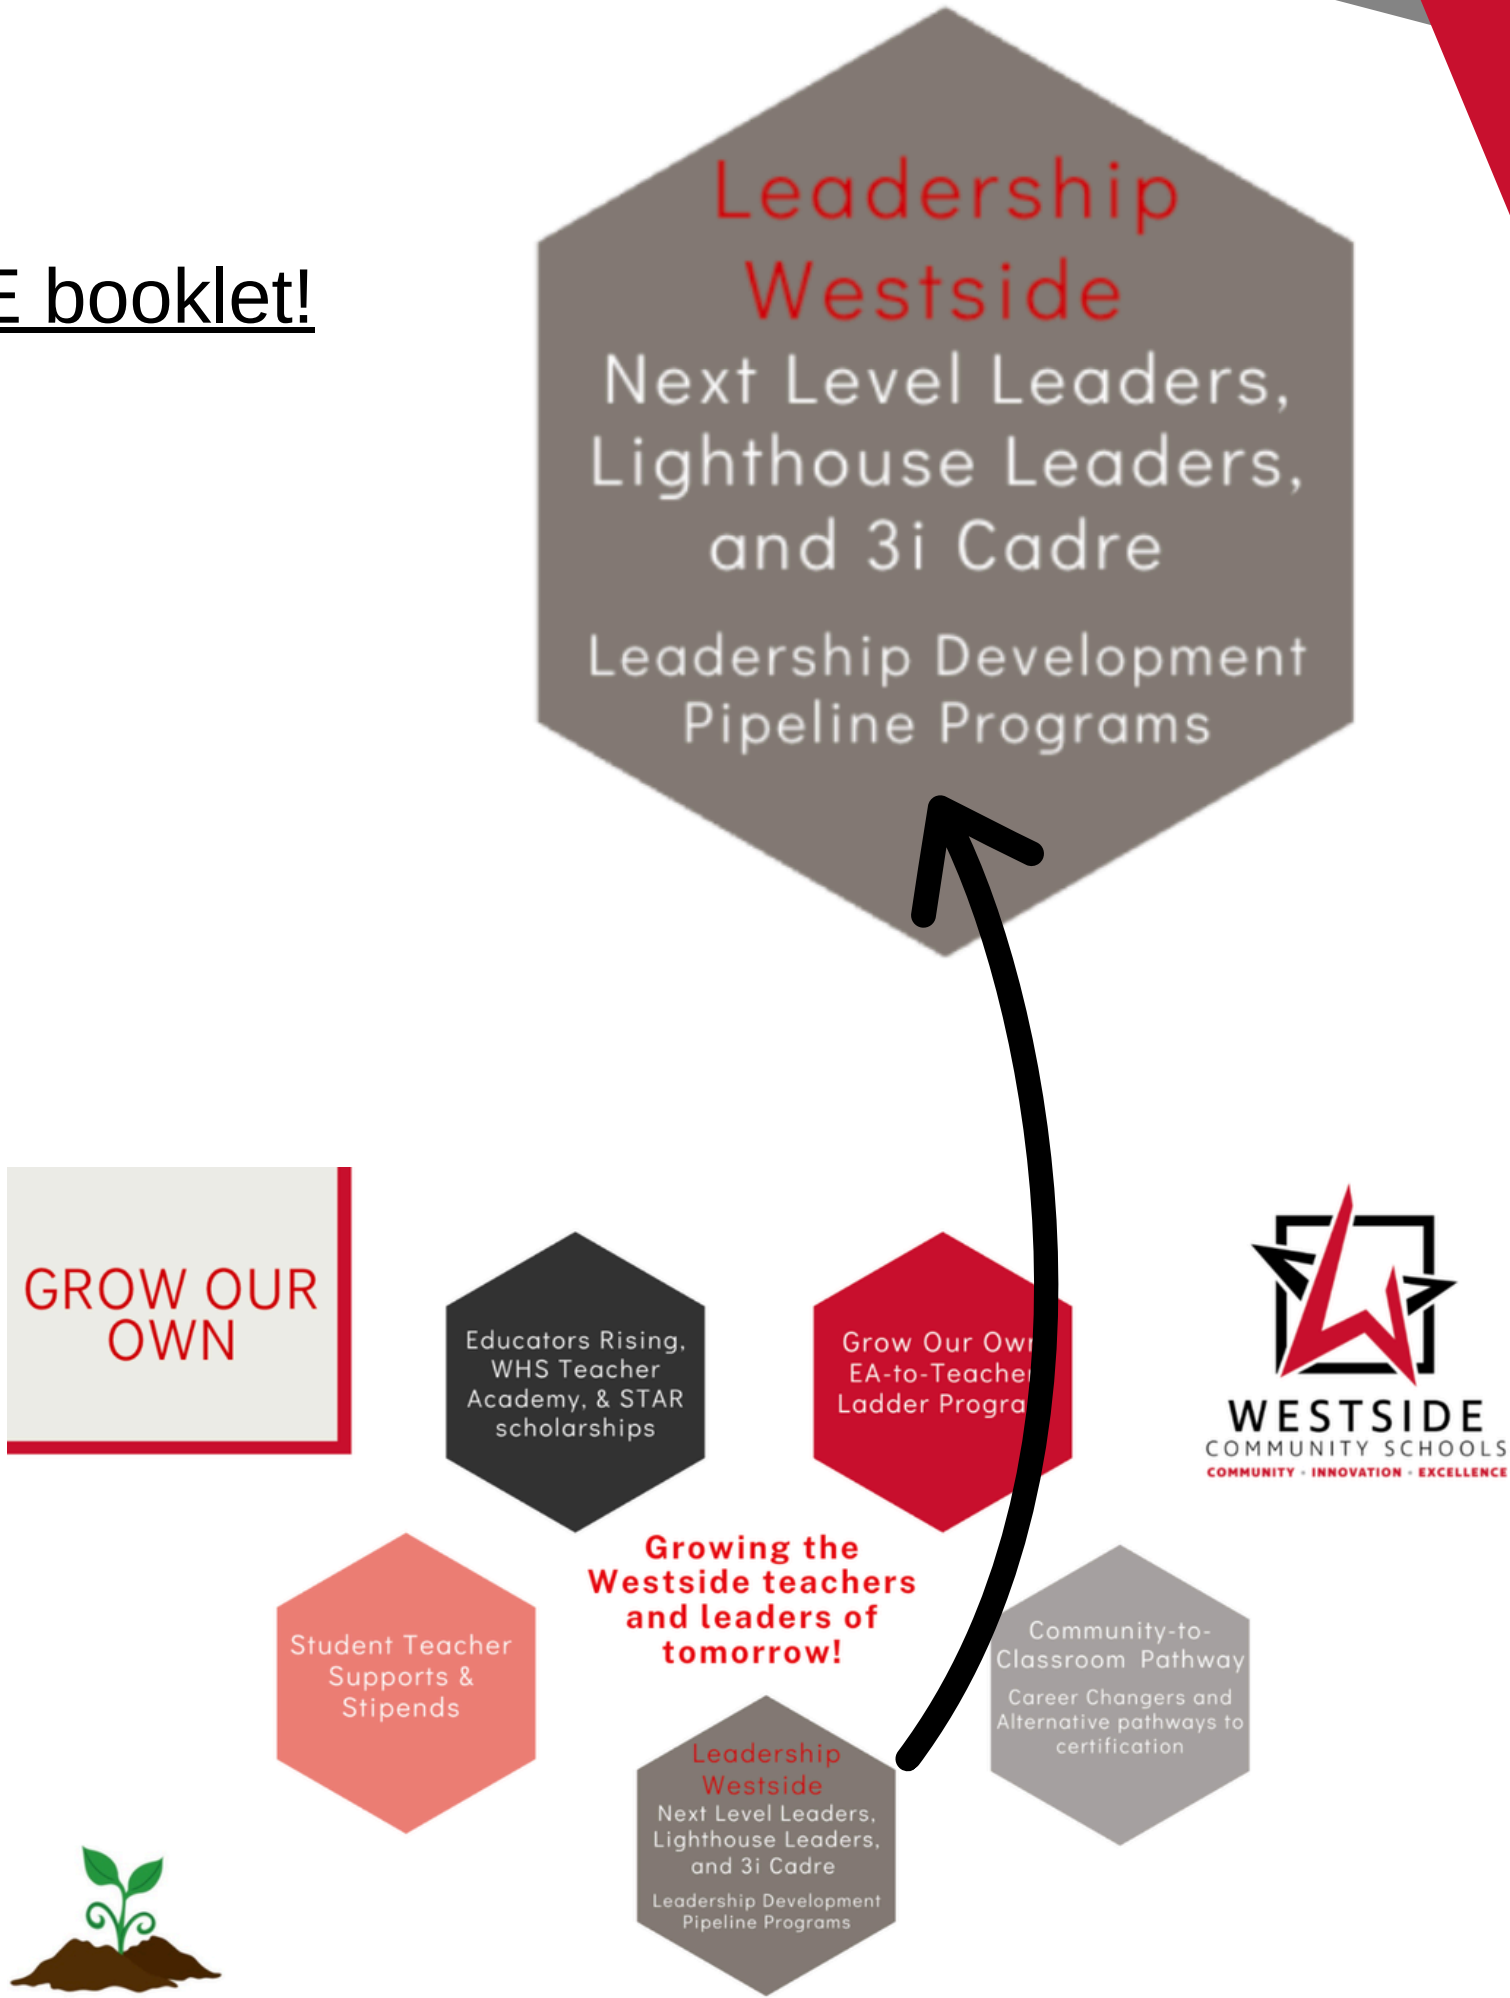 Leadership
Westside
Next Level Leaders,
Lighthouse Leaders,
and 3i Cadre
Leadership Development
Pipeline Programs
E booklet!
GROW OUR
OWN
Educators Rising,
WHS Teacher
Academy, & STAR
scholarships
Grow Our Own
EA-to-Teacher
Ladder
WESTSIDE
COMMUNITY SCHOOLS
COMMUNITY · INNOVATION · EXCELLENCE
Growing the
Westside teachers
and leaders of
tomorrow!
Student Teacher
Supports &
Stipends
Community-to-
Classroom Pathway
Career Changers and
Alternative pathways to
certification
Leadership
Westside
Next Level Leaders,
Lighthouse Leaders,
and 3i Cadre
Leadership Development
Pipeline Programs